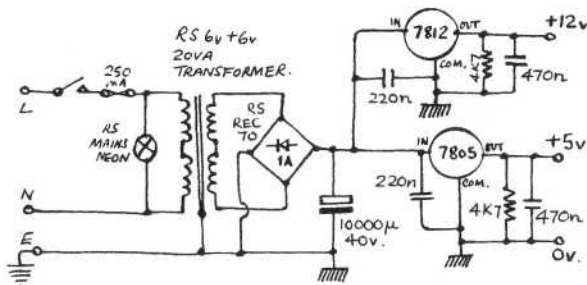 RS 6v + 6v
20VA
TRANSFORMER.
250
mA
L
RS
MAINS
NEON
N
E
RS
REC
70
1A
10000μ
40v.
IN
7812
OUT
+12v
COM.
220n
4K7
470n
IN
7805
OUT
+5v
COM.
220n
4K7
470n
0v.